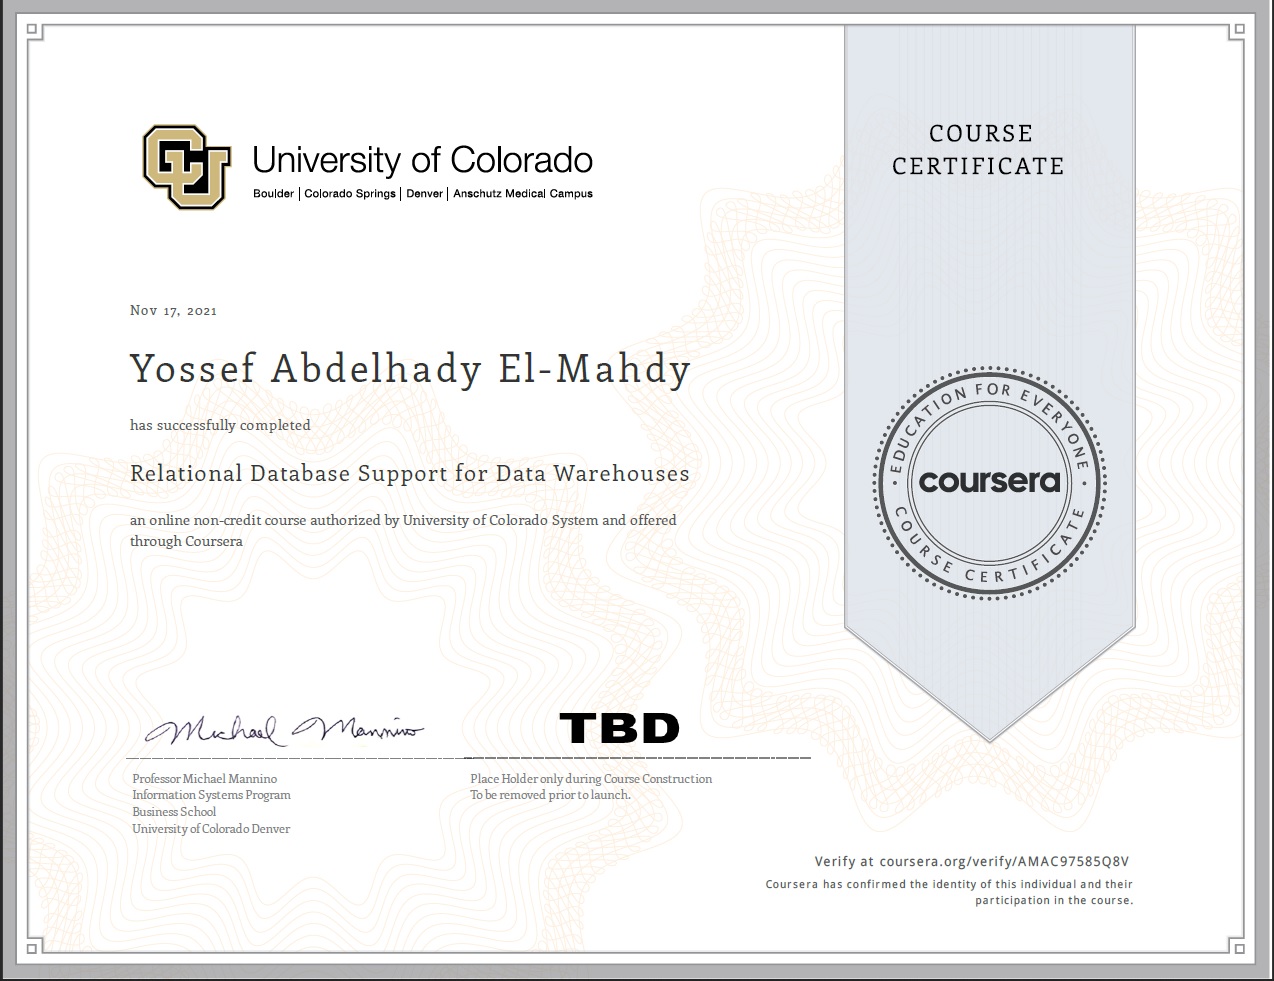 CU
University of Colorado
Boulder | Colorado Springs | Denver | Anschutz Medical Campus
COURSE
CERTIFICATE
Nov 17, 2021
Yossef Abdelhady El-Mahdy
has successfully completed
Relational Database Support for Data Warehouses
an online non-credit course authorized by University of Colorado System and offered
through Coursera
EDUCATION FOR EVERYONE
coursera
COURSE CERTIFICATE
Michael Mannino
TBD
Professor Michael Mannino
Information Systems Program
Business School
University of Colorado Denver
Place Holder only during Course Construction
To be removed prior to launch.
Verify at coursera.org/verify/AMAC97585Q8V
Coursera has confirmed the identity of this individual and their
participation in the course.